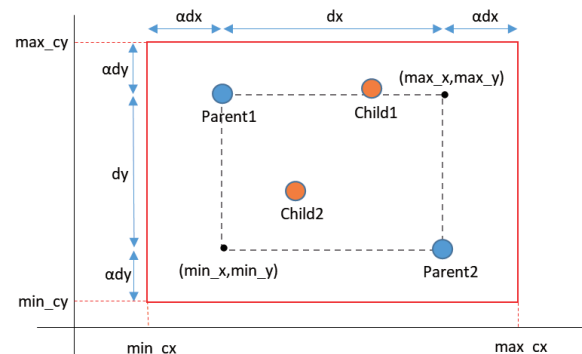 αdx
dx
αdx
max_cy
αdy
(max_x,max_y)
Parent1
Child1
dy
Child2
(min_x,min_y)
Parent2
αdy
min_cy
min_cx
max_cx